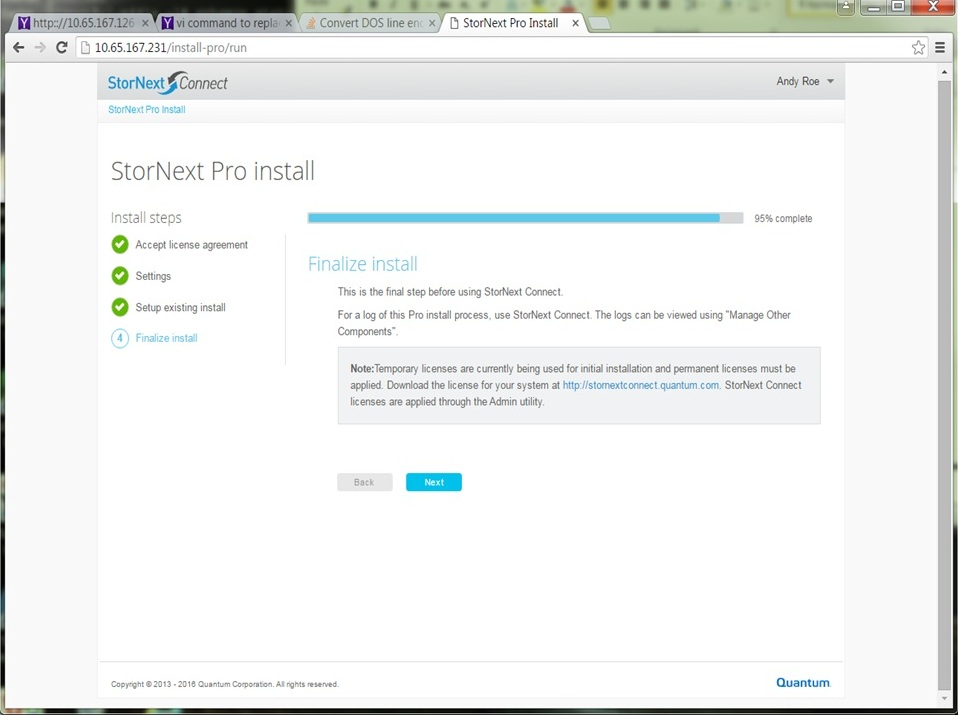 http://10.65.167.126
vi command to repla
Convert DOS line en
StorNext Pro Install
10.65.167.231/install-pro/run
StorNext Connect
Andy Roe
StorNext Pro Install
StorNext Pro install
Install steps
95% complete
Accept license agreement
Settings
Setup existing install
4 Finalize install
Finalize install
This is the final step before using StorNext Connect.
For a log of this Pro install process, use StorNext Connect. The logs can be viewed using "Manage Other
Components".
Note:Temporary licenses are currently being used for initial installation and permanent licenses must be
applied. Download the license for your system at http://stornextconnect.quantum.com. StorNext Connect
licenses are applied through the Admin utility.
Back
Next
Copyright © 2013 - 2016 Quantum Corporation. All rights reserved.
Quantum